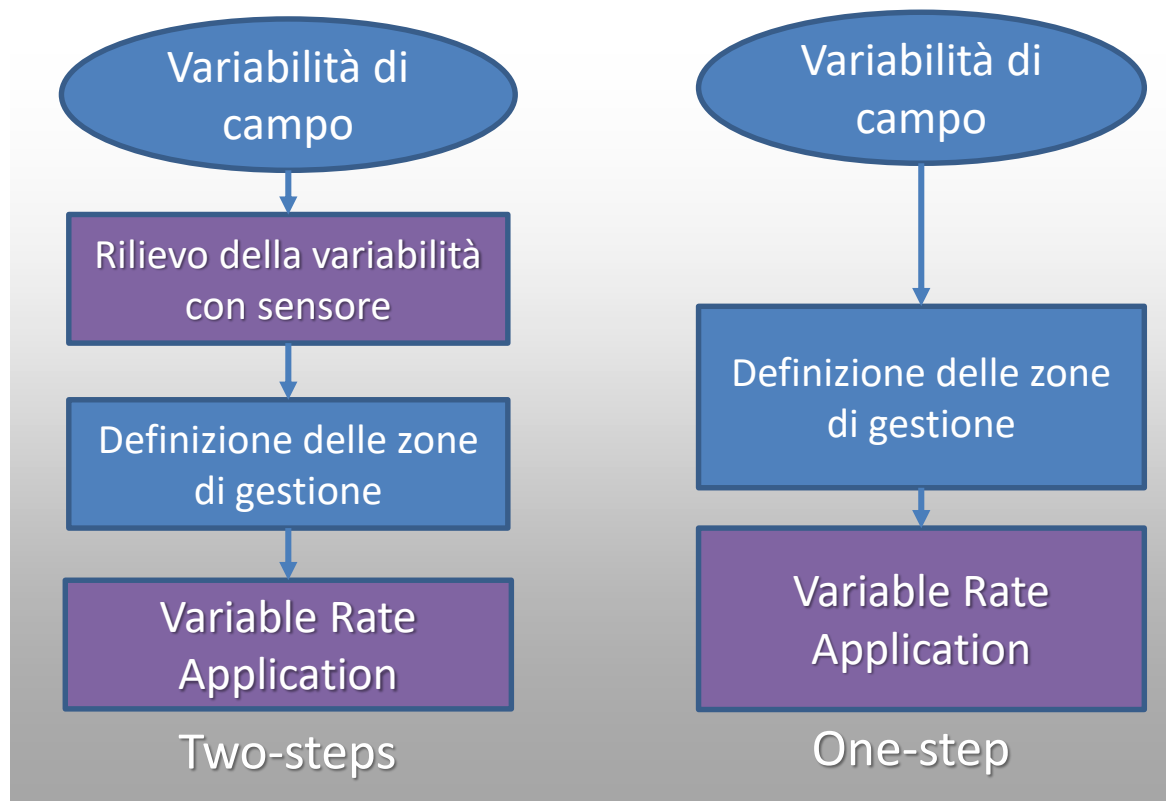 Variabilità di
campo
Rilievo della variabilità
con sensore
Definizione delle zone
di gestione
Variable Rate
Application
Two-steps
Variabilità di
campo
Definizione delle zone
di gestione
Variable Rate
Application
One-step